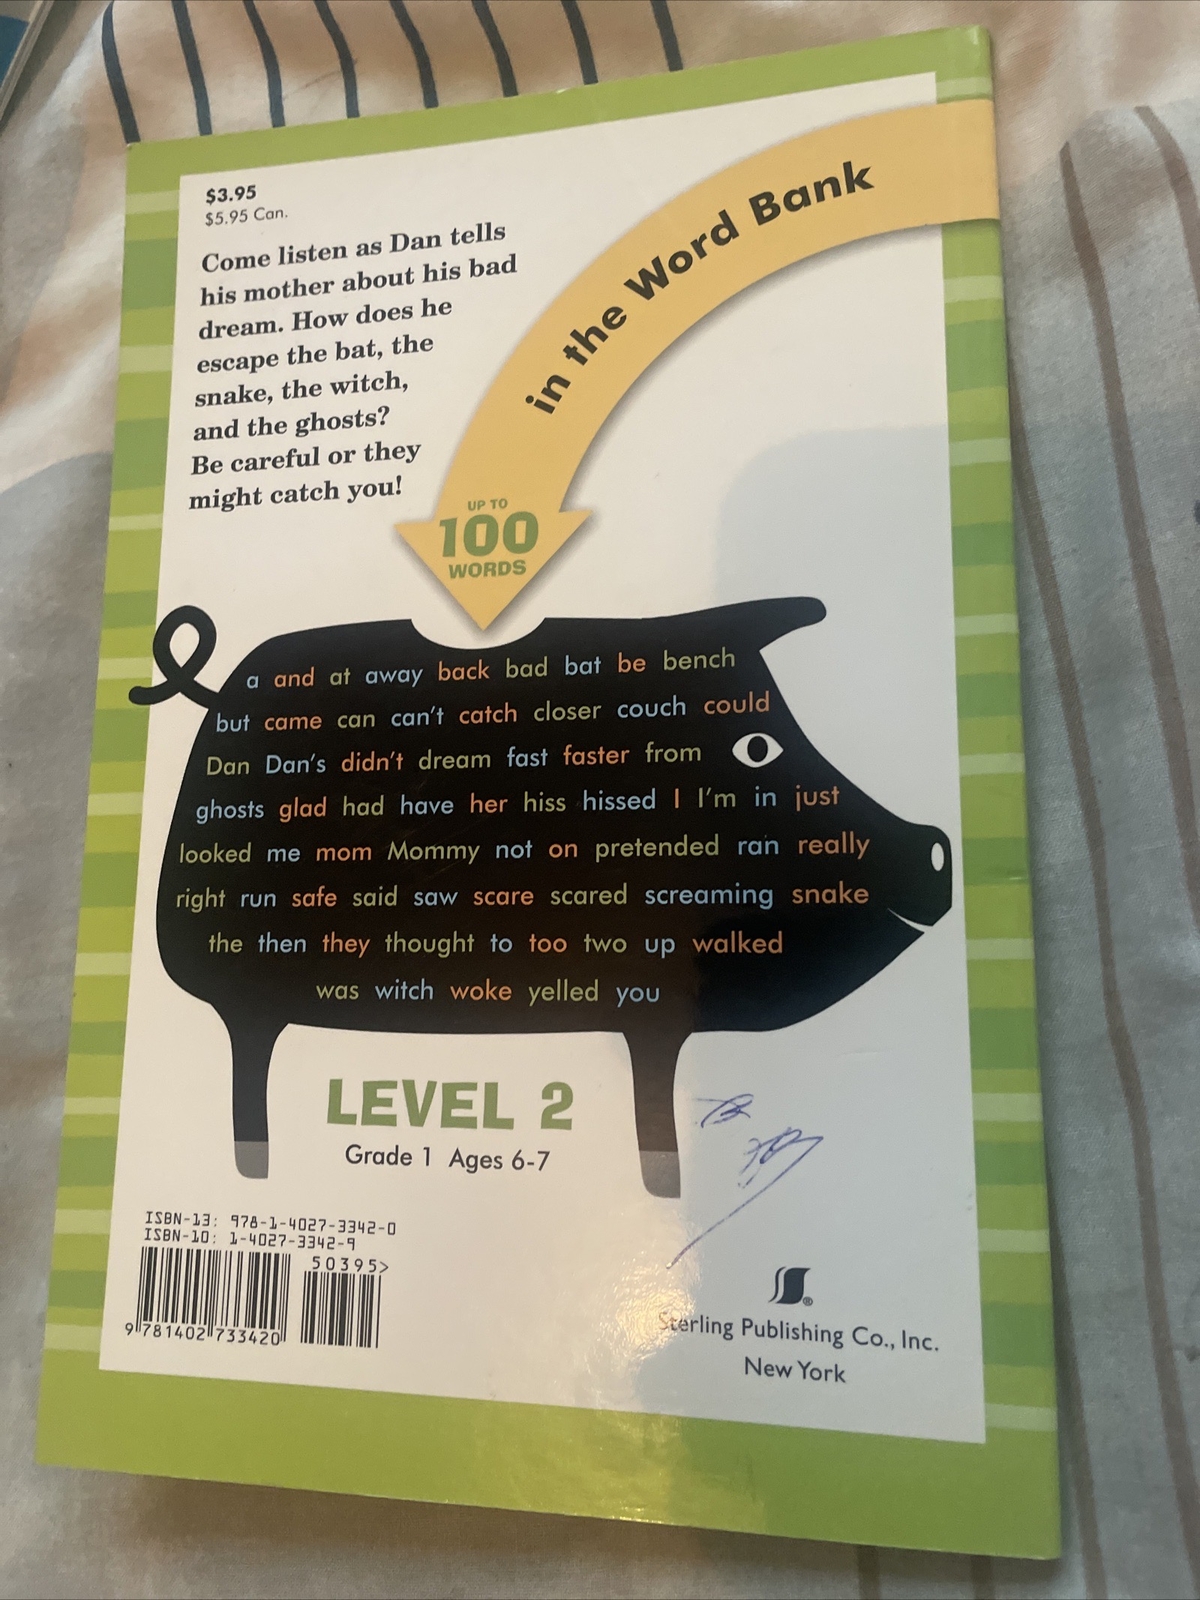 $3.95
$5.95 Can.
Come listen as Dan tells
his mother about his bad
dream. How does he
escape the bat, the
snake, the witch,
and the ghosts?
Be careful or they
might catch you!
in the Word Bank
UP TO
100
WORDS
a and at away back bad bat be bench
but came can can't catch closer couch could
Dan Dan's didn't dream fast faster from
ghosts glad had have her hiss hissed I I'm in just
looked me mom Mommy not on pretended ran really
right run safe said saw scare scared screaming snake
the then they thought to too two up walked
was witch woke yelled you
LEVEL 2
Grade 1 Ages 6-7
ISBN-13: 978-1-4027-3342-0
ISBN-10: 1-4027-3342-9
50395>
9 781402 733420
®
Sterling Publishing Co., Inc.
New York